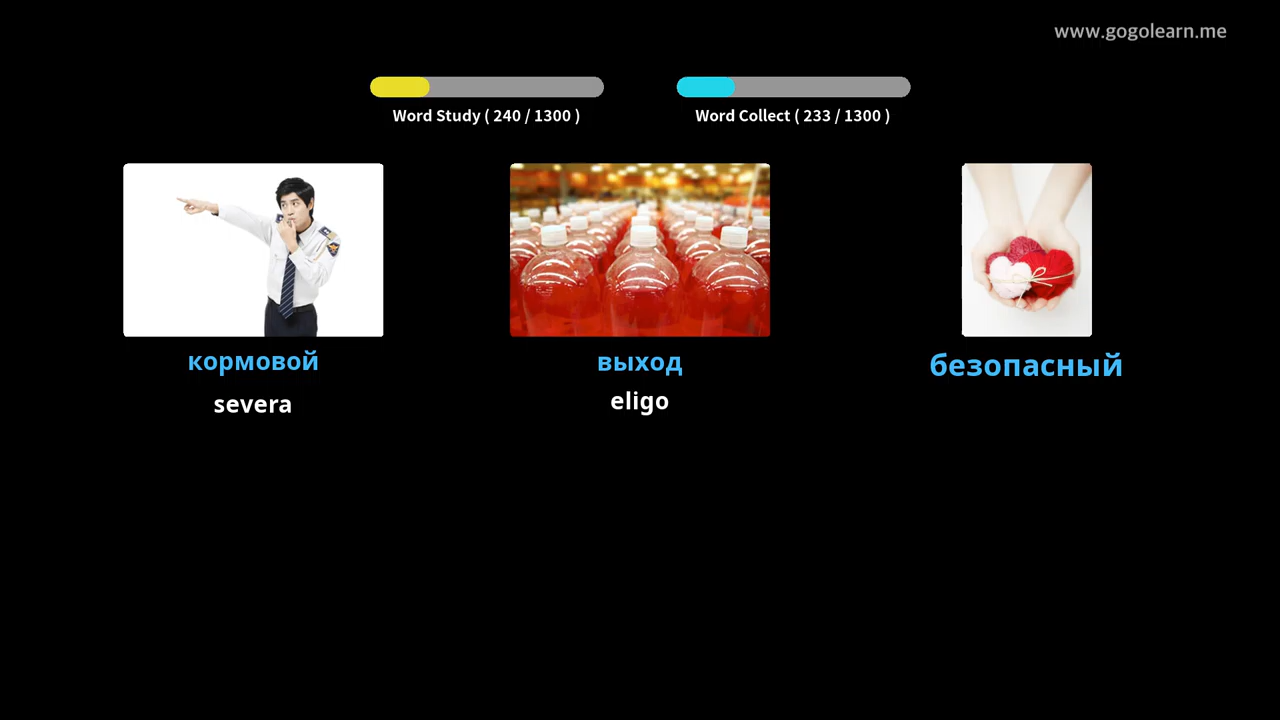 www.gogolearn.me
Word Study ( 240 / 1300 )
Word Collect ( 233 / 1300 )
кормовой
severa
выход
eligo
безопасный